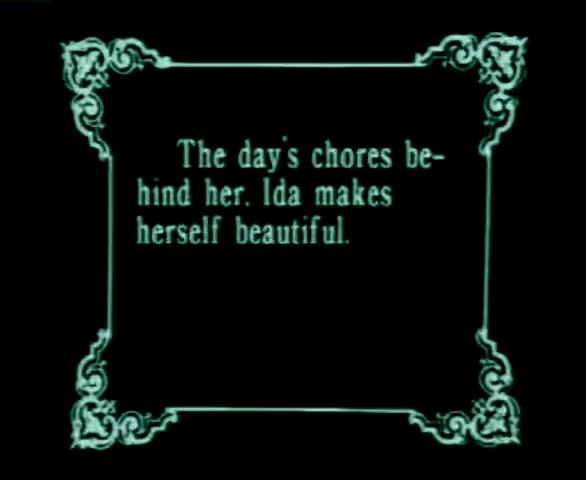 The day's chores be-
hind her. Ida makes
herself beautiful.